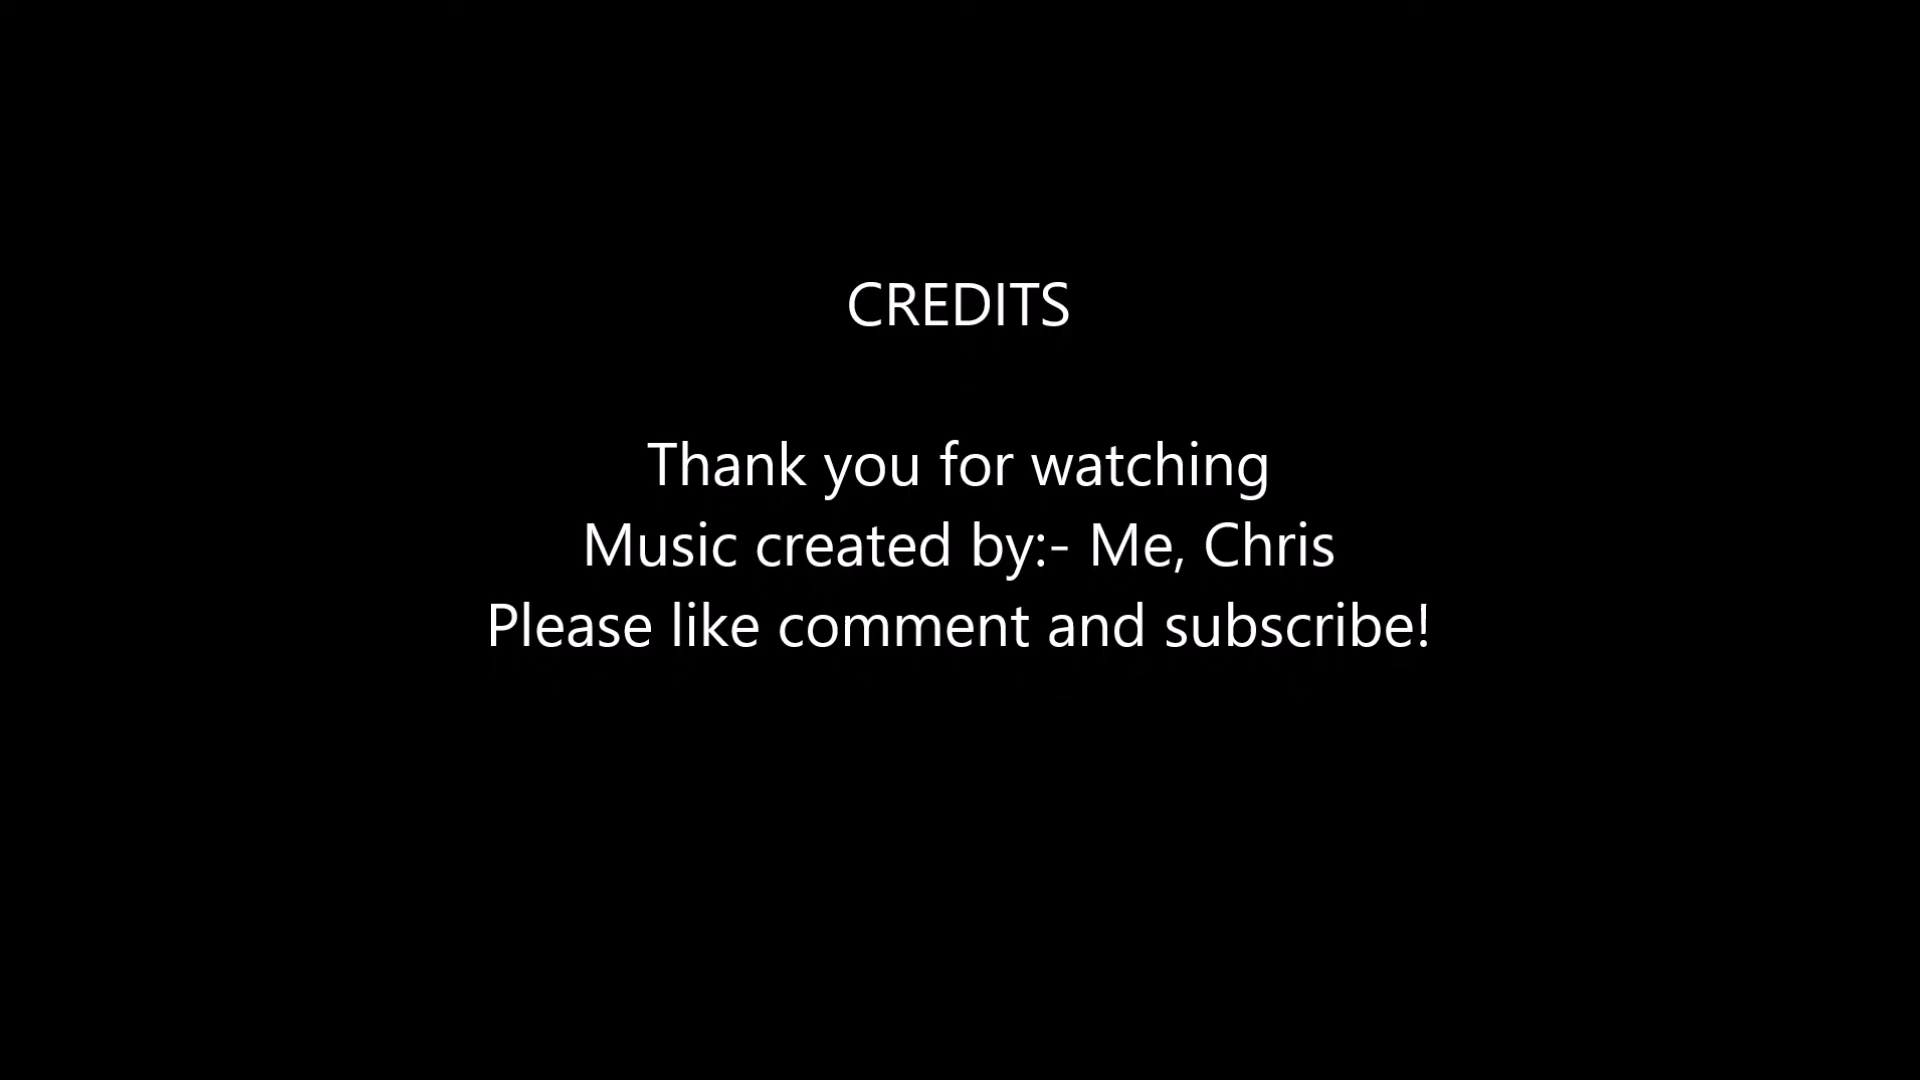 CREDITS
Thank you for watching
Music created by:- Me, Chris
Please like comment and subscribe!